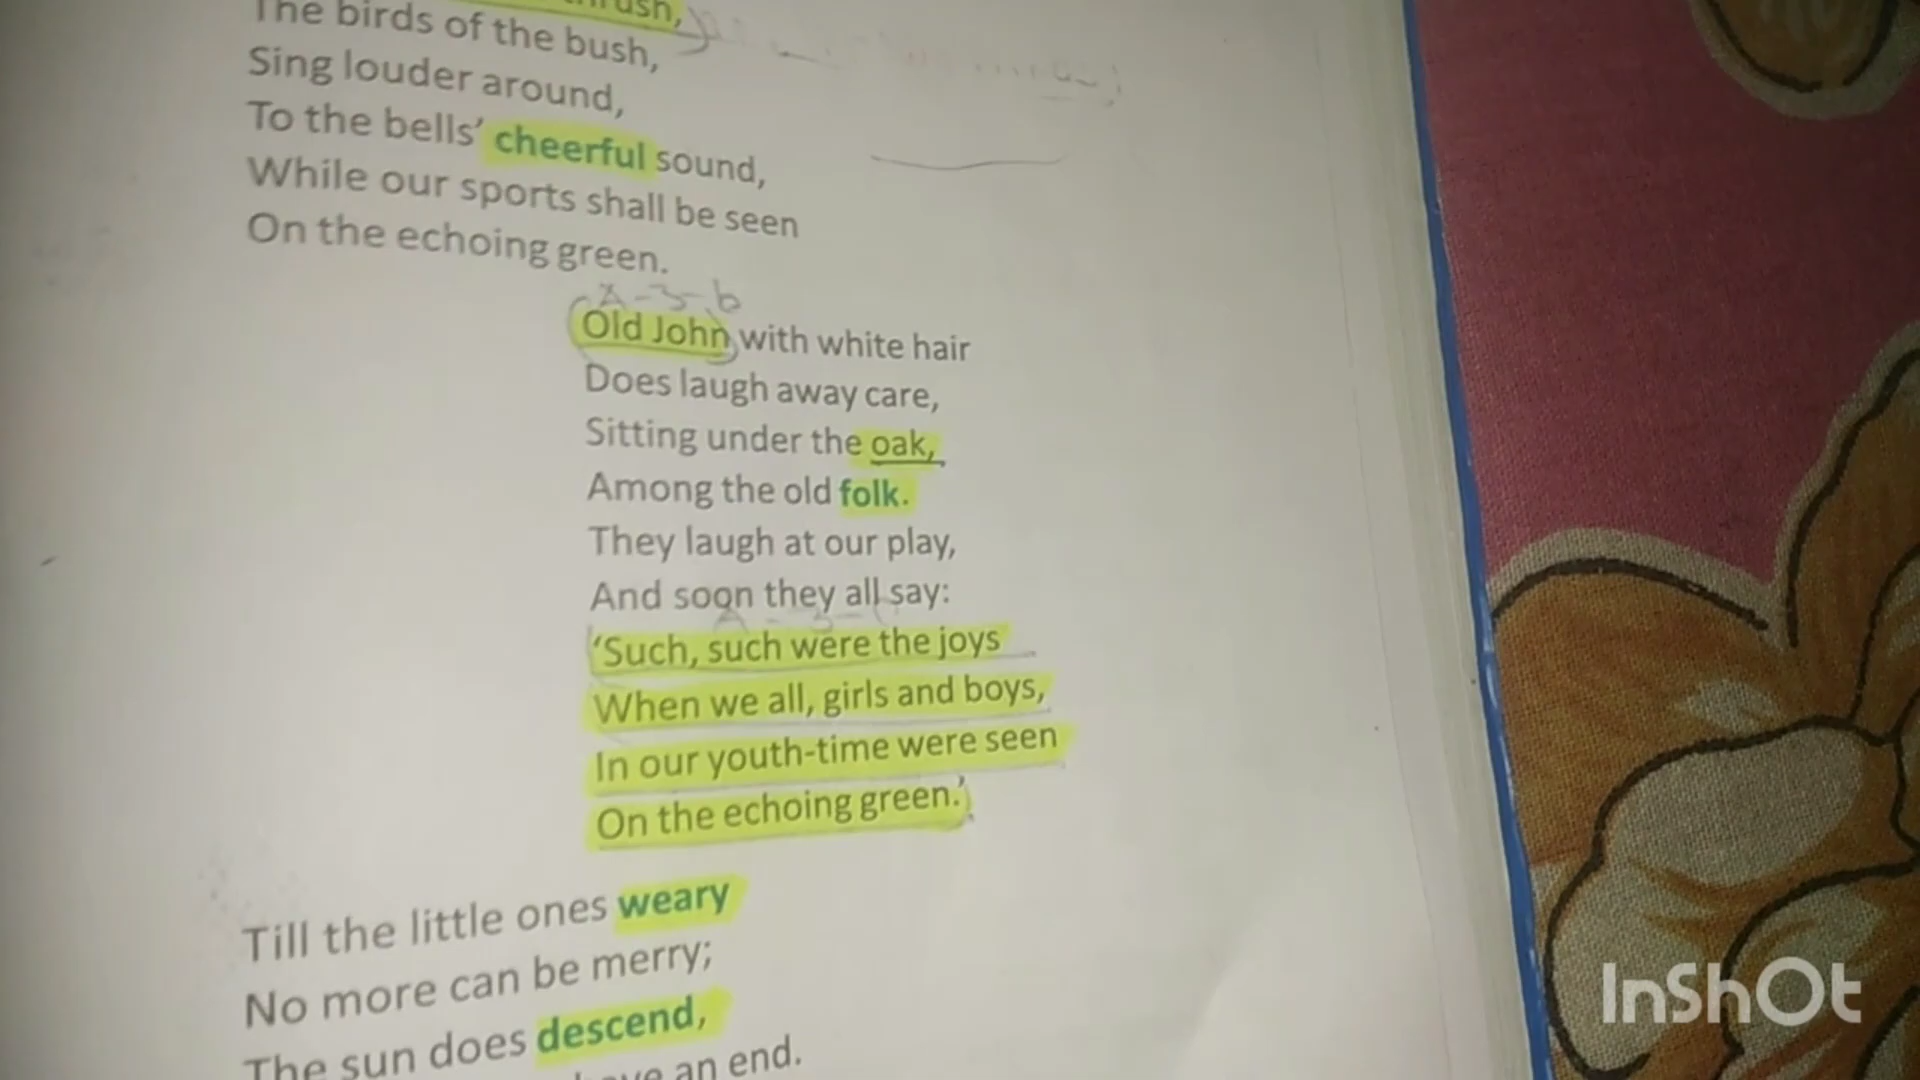 The birds of the bush,
Sing louder around,
To the bells' cheerful sound,
While our sports shall be seen
On the echoing green.
A-3-b
Old John with white hair
Does laugh away care,
Sitting under the oak,
Among the old folk.
They laugh at our play,
And soon they all say:
A-3-
'Such, such were the joys
When we all, girls and boys,
In our youth-time were seen
On the echoing green.'
Till the little ones weary
No more can be merry;
The sun does descend,
an end.
InShOt